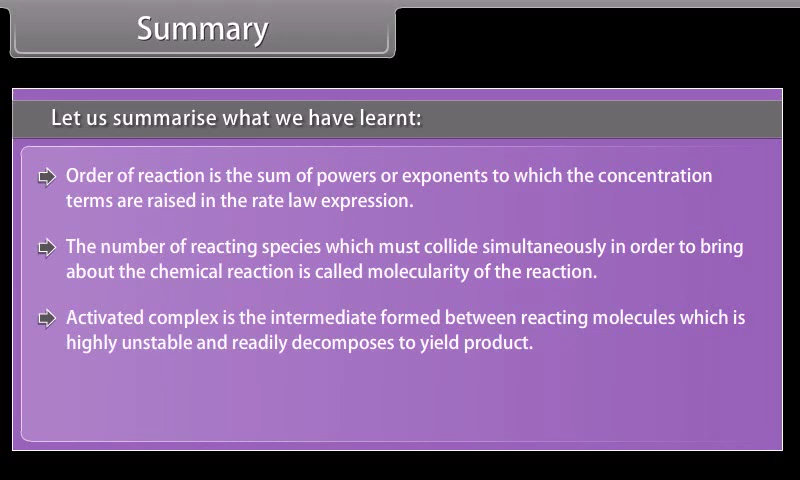 Summary
Let us summarise what we have learnt:
Order of reaction is the sum of powers or exponents to which the concentration
terms are raised in the rate law expression.
The number of reacting species which must collide simultaneously in order to bring
about the chemical reaction is called molecularity of the reaction.
Activated complex is the intermediate formed between reacting molecules which is
highly unstable and readily decomposes to yield product.